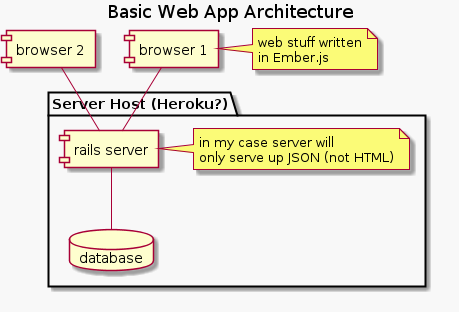 Basic Web App Architecture
browser 2
browser 1
web stuff written
in Ember.js
Server Host (Heroku?)
rails server
in my case server will
only serve up JSON (not HTML)
database